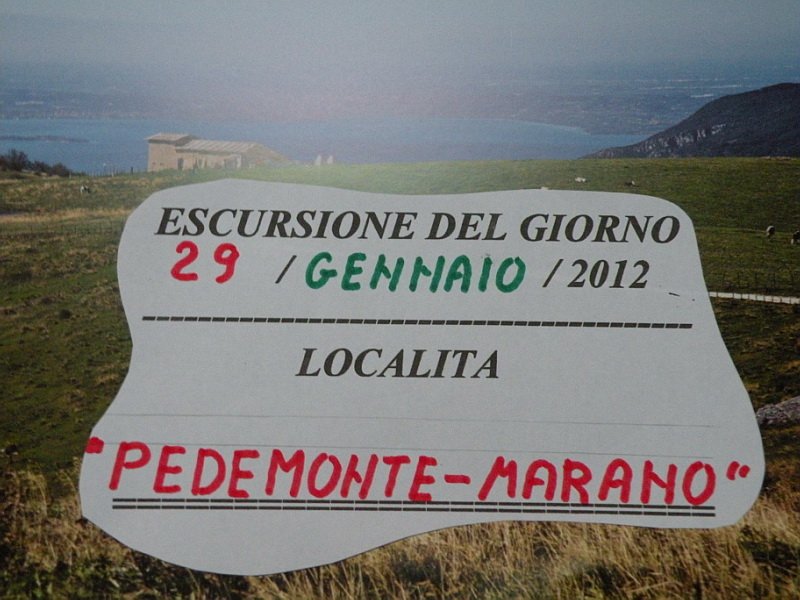 ESCURSIONE DEL GIORNO
29 / GENNAIO / 2012
LOCALITA
"PEDEMONTE-MARANO"